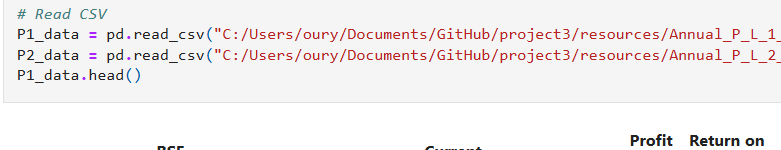 # Read CSV
P1_data = pd.read_csv("C:/Users/oury/Documents/GitHub/project3/resources/Annual_P_L_1_
P2_data = pd.read_csv("C:/Users/oury/Documents/GitHub/project3/resources/Annual_P_L_2_
P1_data.head()
Profit Return on
BSE Current